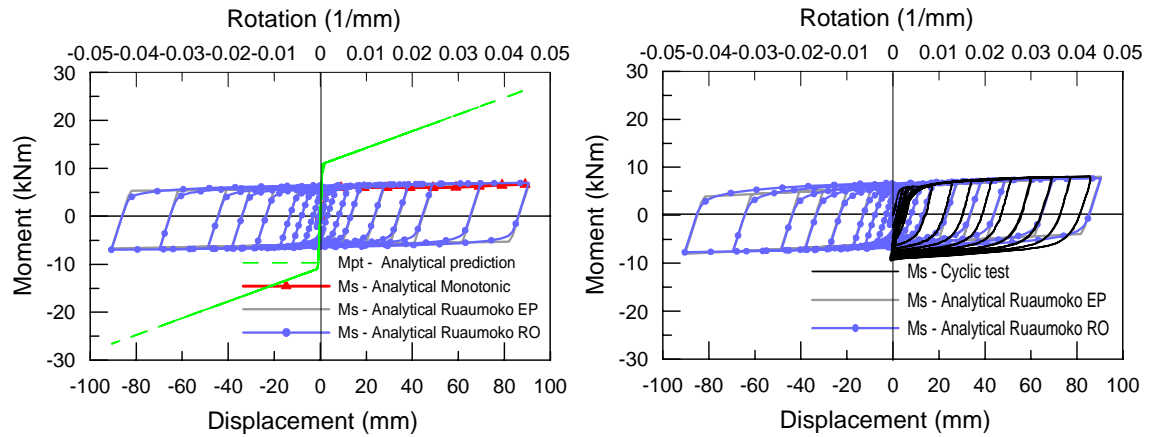 Rotation (1/mm)
-0.05-0.04 -0.03-0.02 -0.01 0 0.01 0.02 0.03 0.04 0.05
30
20
10
0
-10
-20
-30
Moment (kNm)
Mpt - Analytical prediction
Ms - Analytical Monotonic
Ms - Analytical Ruaumoko EP
Ms - Analytical Ruaumoko RO
-100 -80 -60 -40 -20 0 20 40 60 80 100
Displacement (mm)
Rotation (1/mm)
-0.05-0.04 -0.03-0.02 -0.01 0 0.01 0.02 0.03 0.04 0.05
30
20
10
0
-10
-20
-30
Moment (kNm)
Ms - Cyclic test
Ms - Analytical Ruaumoko EP
Ms - Analytical Ruaumoko RO
-100 -80 -60 -40 -20 0 20 40 60 80 100
Displacement (mm)